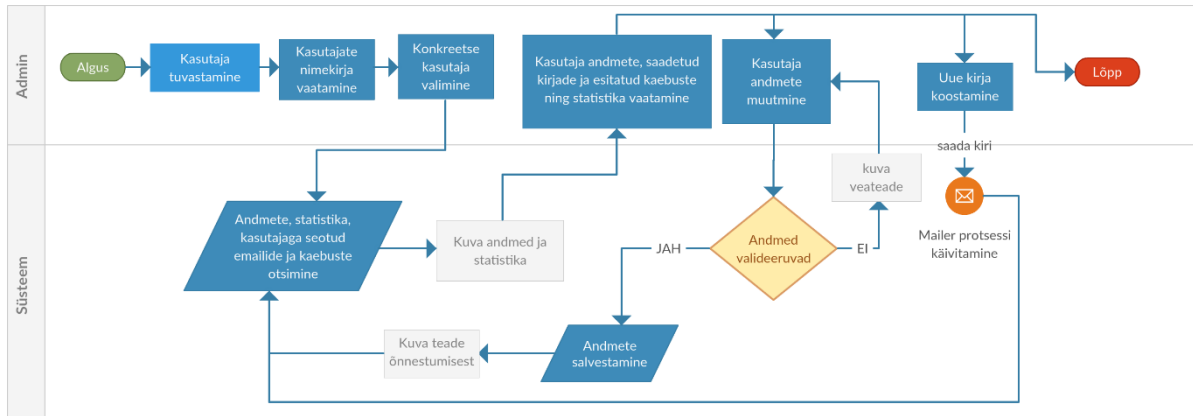 Admin
Algus
Kasutaja
tuvastamine
Kasutajate
nimekirja
vaatamine
Konkreetse
kasutaja
valimine
Kasutaja andmete, saadetud
kirjade ja esitatud kaebuste
ning statistika vaatamine
Kasutaja
andmete
muutmine
Uue kirja
koostamine
Lõpp
saada kiri
Süsteem
Andmete, statistika,
kasutajaga seotud
emailide ja kaebuste
otsimine
Kuva andmed ja
statistika
JAH
Andmed
valideeruvad
EI
kuva
veateade
Mailer protsessi
käivitamine
Kuva teade
õnnestumisest
Andmete
salvestamine